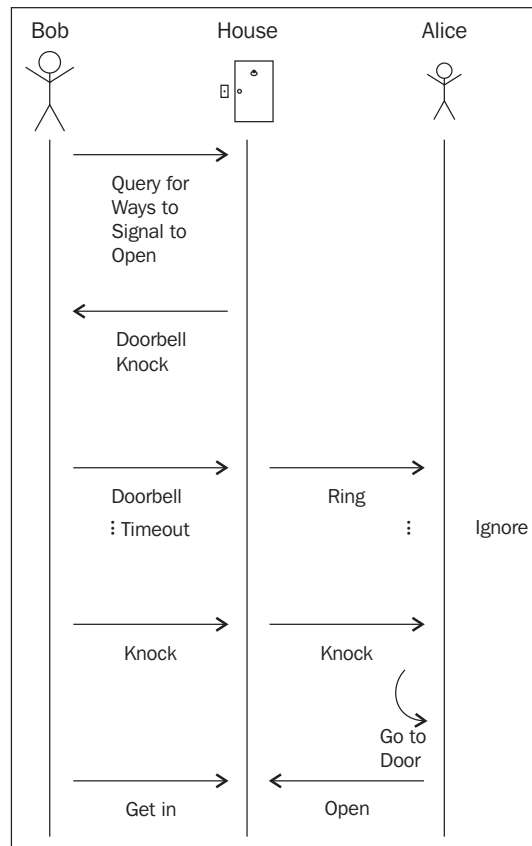 Bob House Alice
Query for
Ways to
Signal to
Open
Doorbell
Knock
Doorbell Ring
Timeout Ignore
Knock Knock
Go to
Door
Get in Open